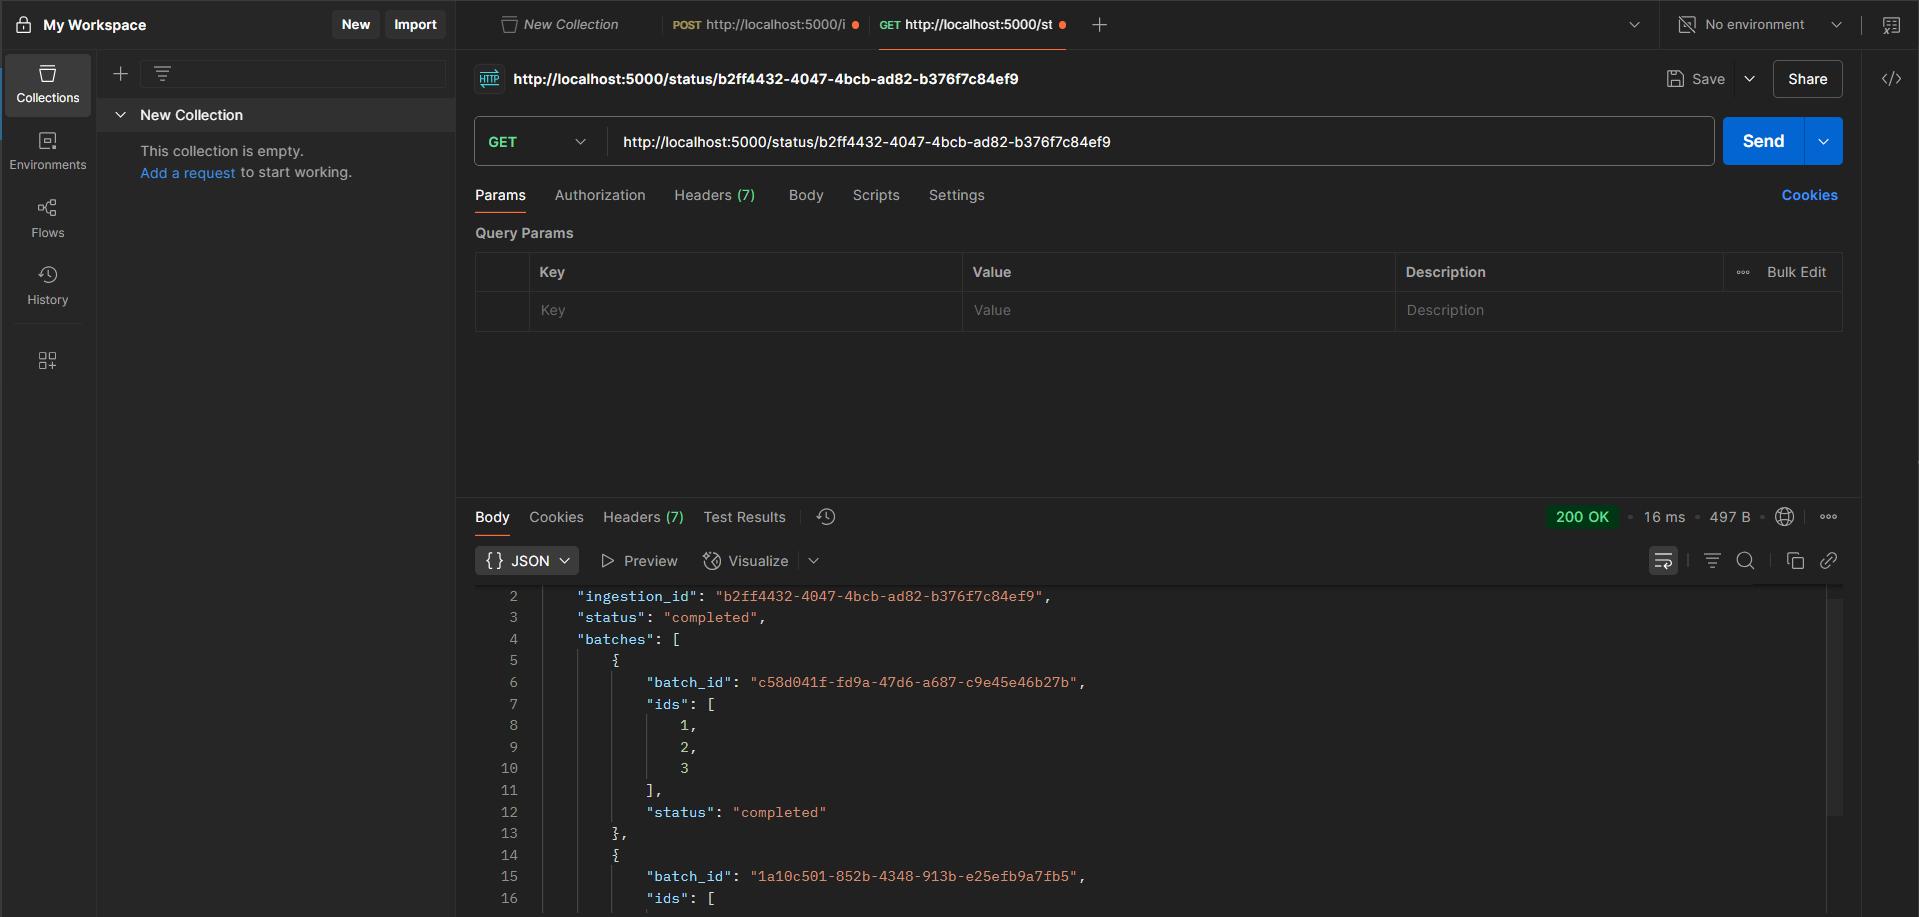 My Workspace
New
Import
New Collection
POST http://localhost:5000/i
GET http://localhost:5000/st
No environment
Collections
Environments
Flows
History
New Collection
This collection is empty.
Add a request to start working.
HTTP http://localhost:5000/status/b2ff4432-4047-4bcb-ad82-b376f7c84ef9
Save
Share
GET
http://localhost:5000/status/b2ff4432-4047-4bcb-ad82-b376f7c84ef9
Send
Params Authorization Headers (7) Body Scripts Settings
Cookies
Query Params
Key Value Description ••• Bulk Edit
Key Value Description
Body Cookies Headers (7) Test Results
200 OK • 16 ms • 497 B •
{} JSON
Preview
Visualize
2 "ingestion_id": "b2ff4432-4047-4bcb-ad82-b376f7c84ef9",
3 "status": "completed",
4 "batches": [
5 {
6 "batch_id": "c58d041f-fd9a-47d6-a687-c9e45e46b27b",
7 "ids": [
8 1,
9 2,
10 3
11 ],
12 "status": "completed"
13 },
14 {
15 "batch_id": "1a10c501-852b-4348-913b-e25efb9a7fb5",
16 "ids": [